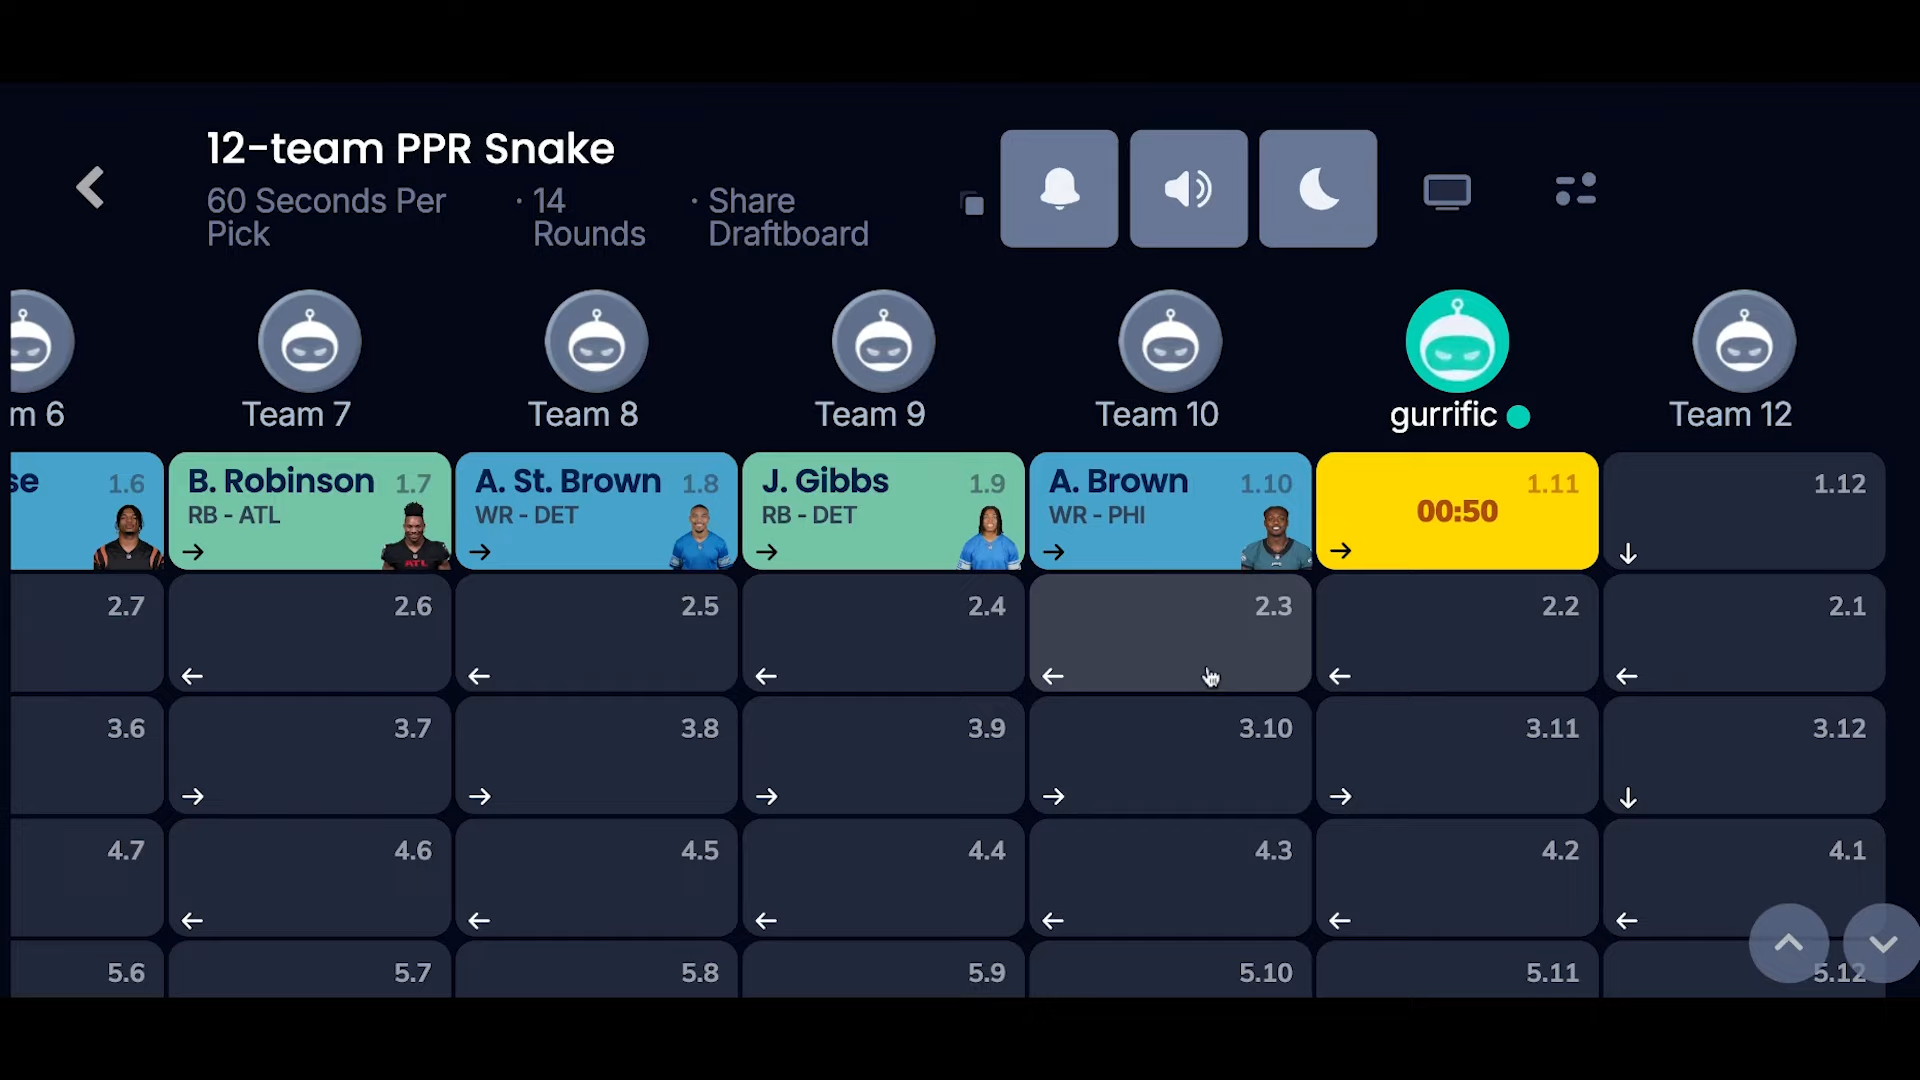 12-team PPR Snake
60 Seconds Per Pick · 14 Rounds · Share Draftboard
m 6 Team 7 Team 8 Team 9 Team 10 gurrific Team 12
se 1.6 B. Robinson 1.7 A. St. Brown 1.8 J. Gibbs 1.9 A. Brown 1.10 1.11 1.12
RB - ATL WR - DET RB - DET WR - PHI 00:50
ATL
2.7 2.6 2.5 2.4 2.3 2.2 2.1
3.6 3.7 3.8 3.9 3.10 3.11 3.12
4.7 4.6 4.5 4.4 4.3 4.2 4.1
5.6 5.7 5.8 5.9 5.10 5.11 5.12